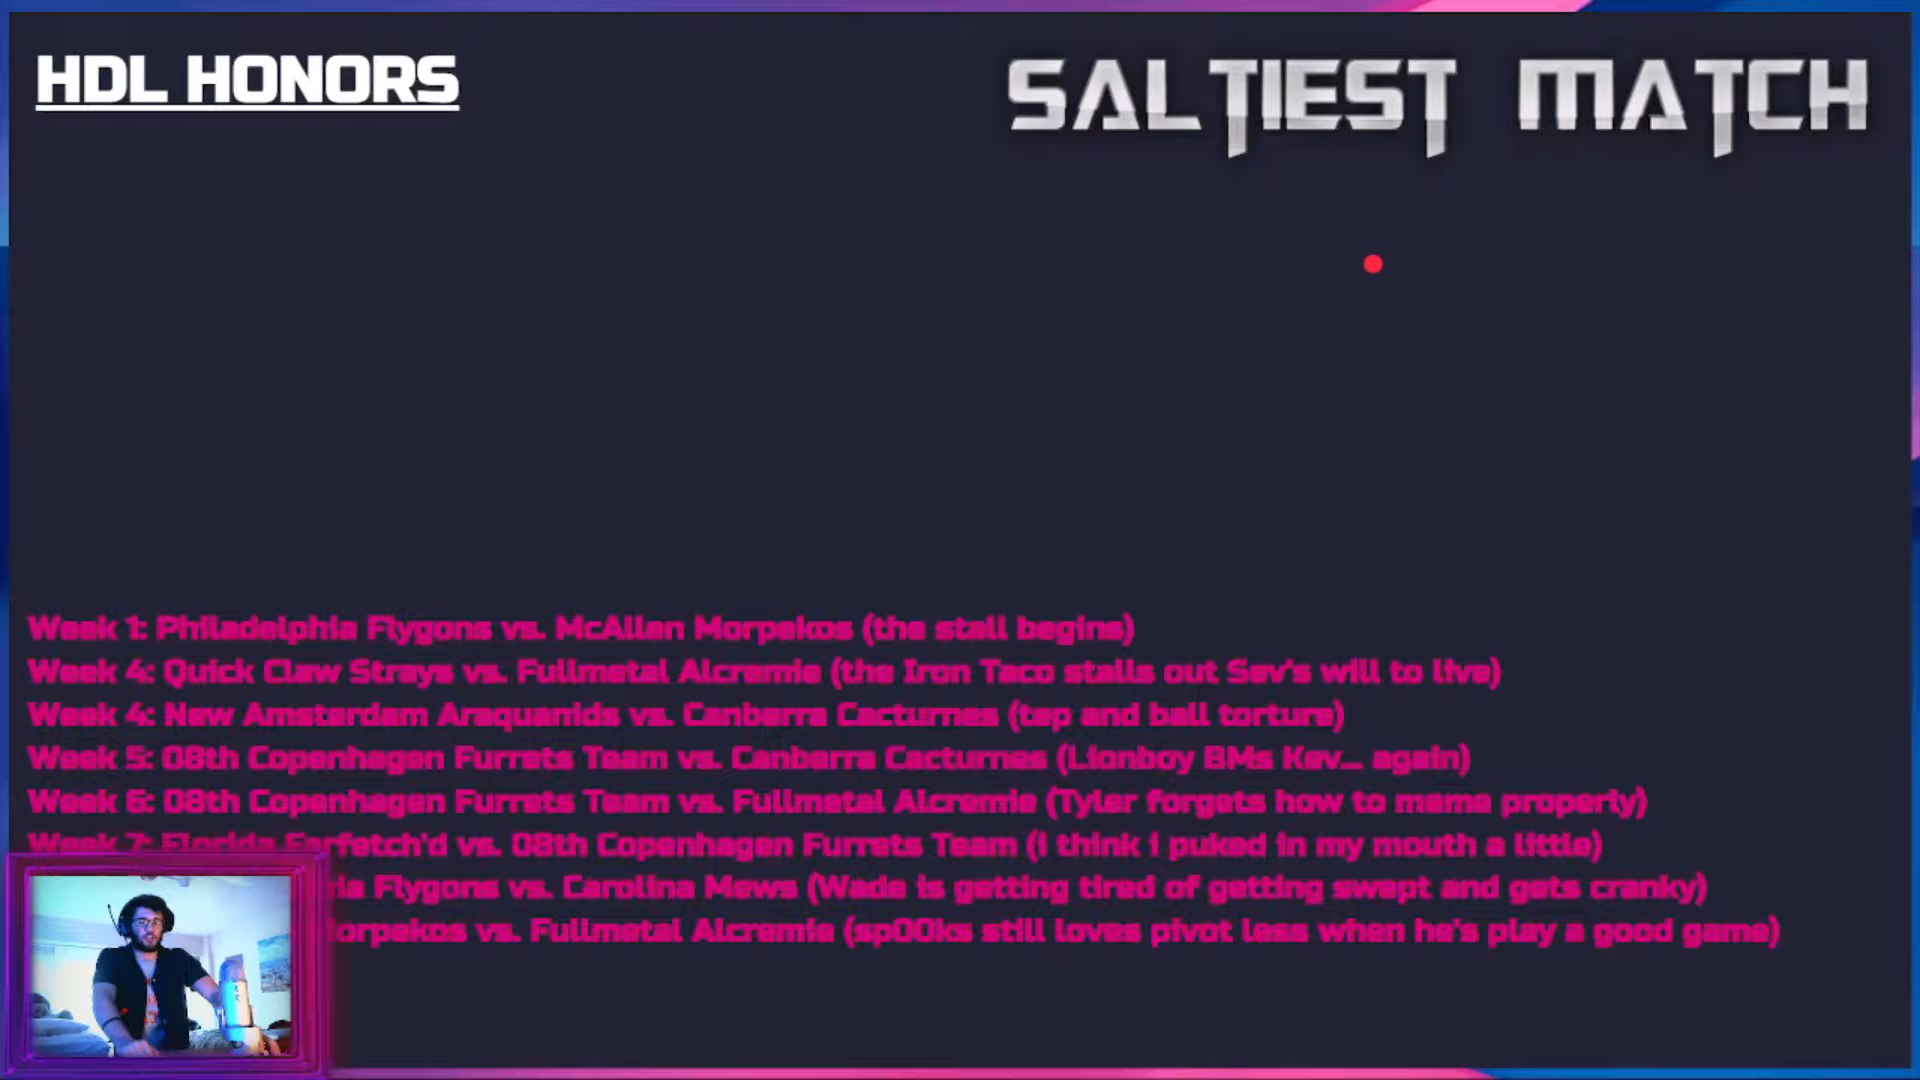 HDL HONORS
SALTIEST MATCH
Week 1: Philadelphia Flygons vs. McAllen Morpekos (the stall begins)
Week 4: Quick Claw Strays vs. Fullmetal Alcremie (the Iron Taco stalls out Sev's will to live)
Week 4: New Amsterdam Araquanids vs. Canberra Cacturnes (tap and ball torture)
Week 5: 08th Copenhagen Furrets Team vs. Canberra Cacturnes (Lionboy BMs Kev... again)
Week 6: 08th Copenhagen Furrets Team vs. Fullmetal Alcremie (Tyler forgets how to meme properly)
Week 7: Florida Farfetch'd vs. 08th Copenhagen Furrets Team (i think i puked in my mouth a little)
Flygons vs. Carolina Mews (Wade is getting tired of getting swept and gets cranky)
orpekos vs. Fullmetal Alcremie (sp00ks still loves pivot less when he's play a good game)